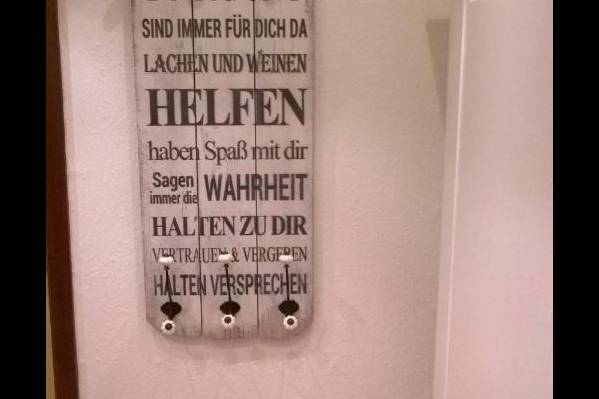 SIND IMMER FÜR DICH DA
LACHEN UND WEINEN
HELFEN
haben Spaß mit dir
Sagen
immer die WAHRHEIT
HALTEN ZU DIR
VERTRAUEN & VERGEBEN
HALTEN VERSPRECHEN